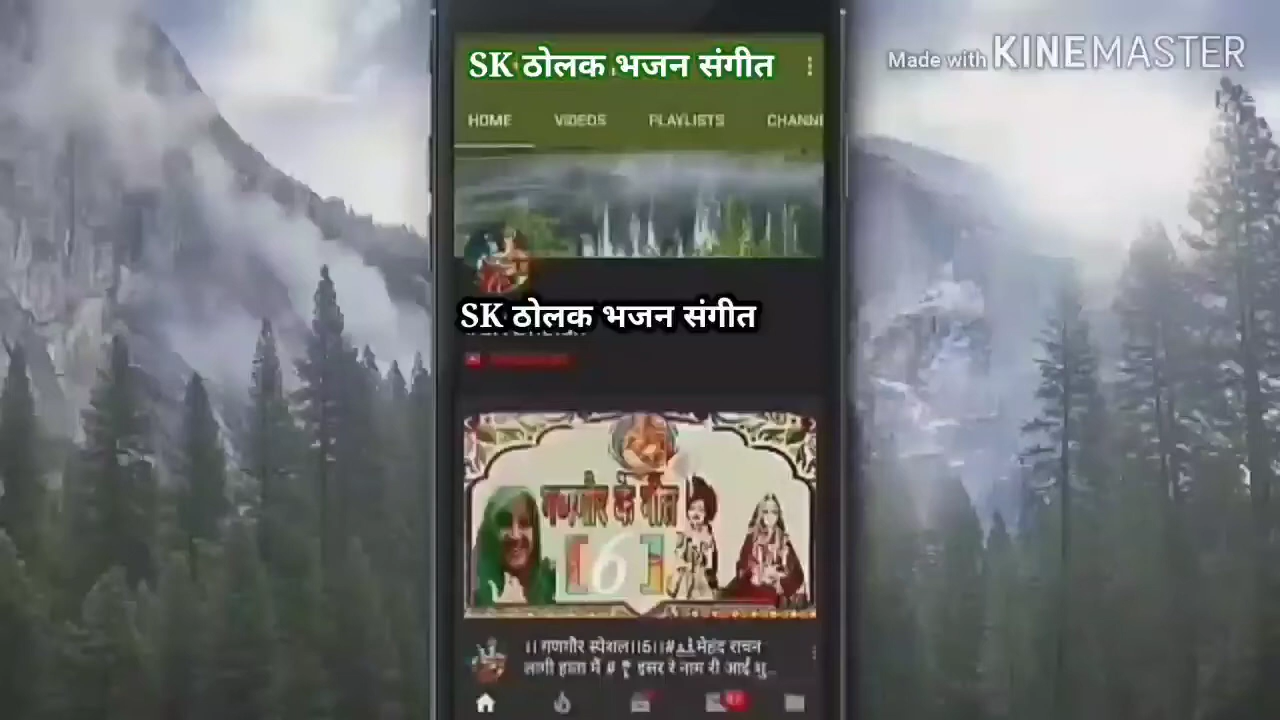 SK ठोलक भजन संगीत
Made with KINEMASTER
HOME VIDEOS PLAYLISTS CHANNE
SK ठोलक भजन संगीत
गणगौर के गीत
[6]
।। गणगौर स्पेशल।।5।।# मेहंद राचन
लागी हाता में # इसर रे नाम री आई शु...